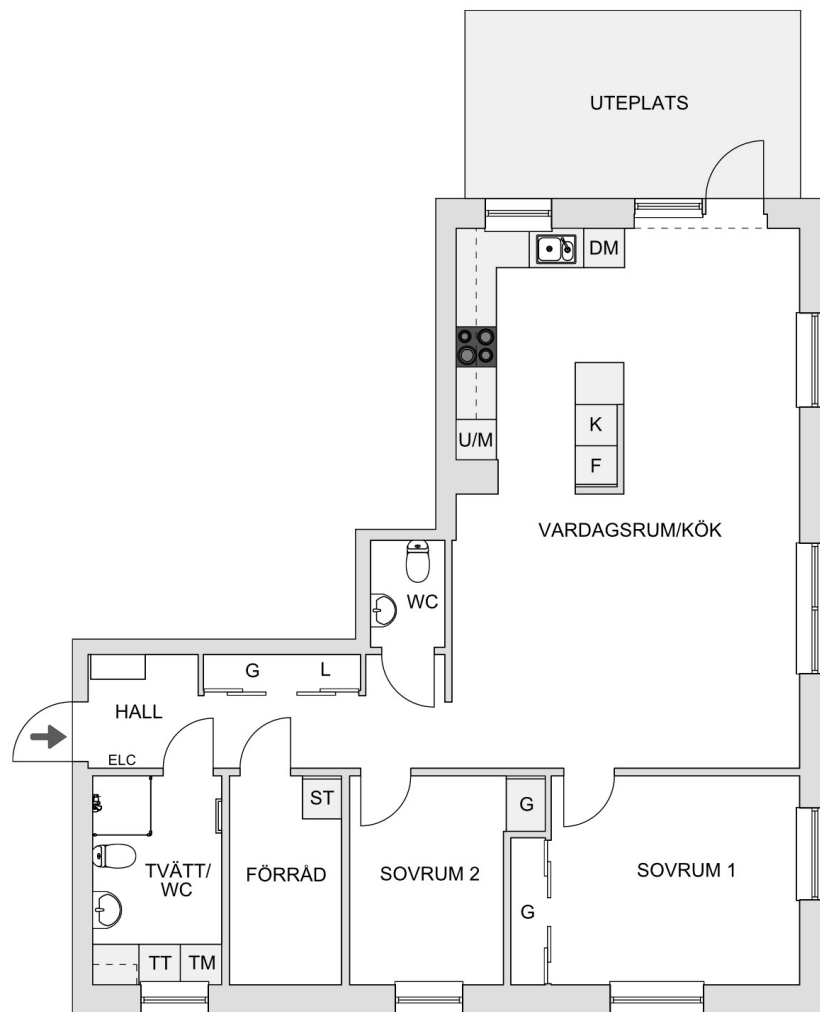 UTEPLATS
DM
U/M
K
F
VARDAGSRUM/KÖK
WC
G
L
HALL
ELC
ST
G
TVÄTT/
WC
FÖRRÅD
SOVRUM 2
SOVRUM 1
G
TT
TM